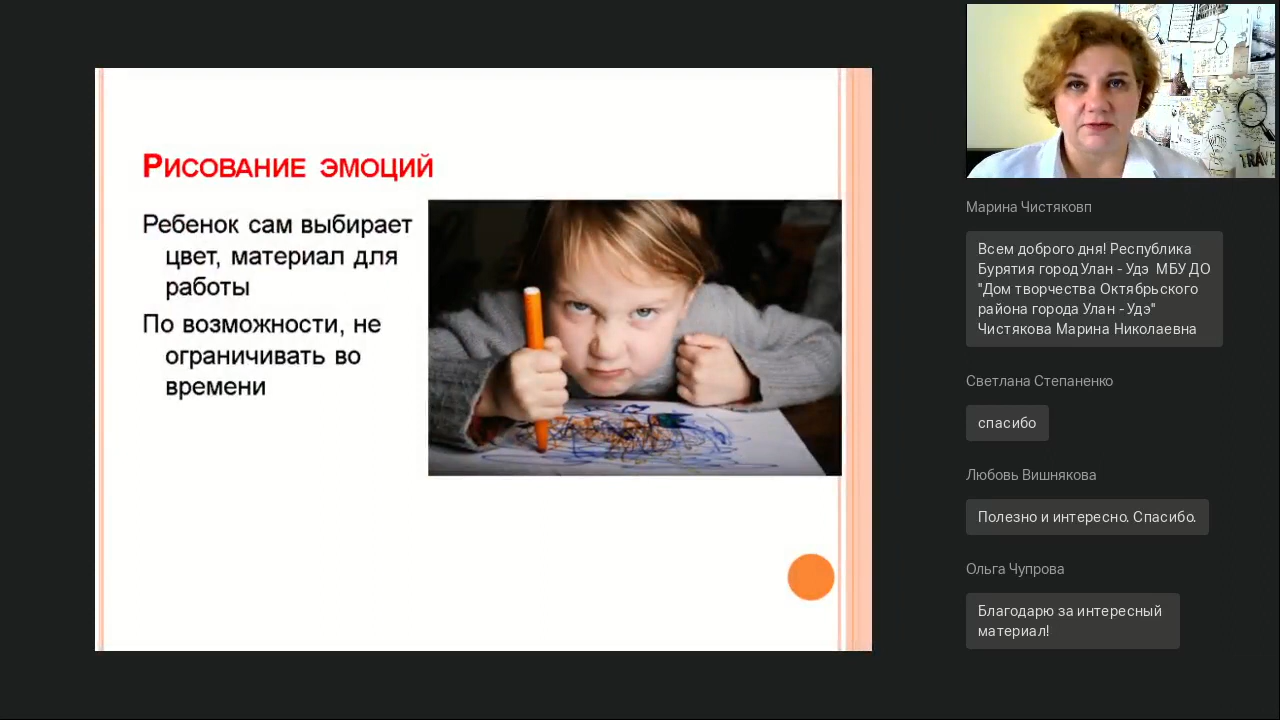 Рисование эмоций
Ребенок сам выбирает
цвет, материал для
работы
По возможности, не
ограничивать во
времени
TRAV
Марина Чистяковп
Всем доброго дня! Республика
Бурятия город Улан - Удэ МБУ ДО
"Дом творчества Октябрьского
района города Улан - Удэ"
Чистякова Марина Николаевна
Светлана Степаненко
спасибо
Любовь Вишнякова
Полезно и интересно. Спасибо.
Ольга Чупрова
Благодарю за интересный
материал!